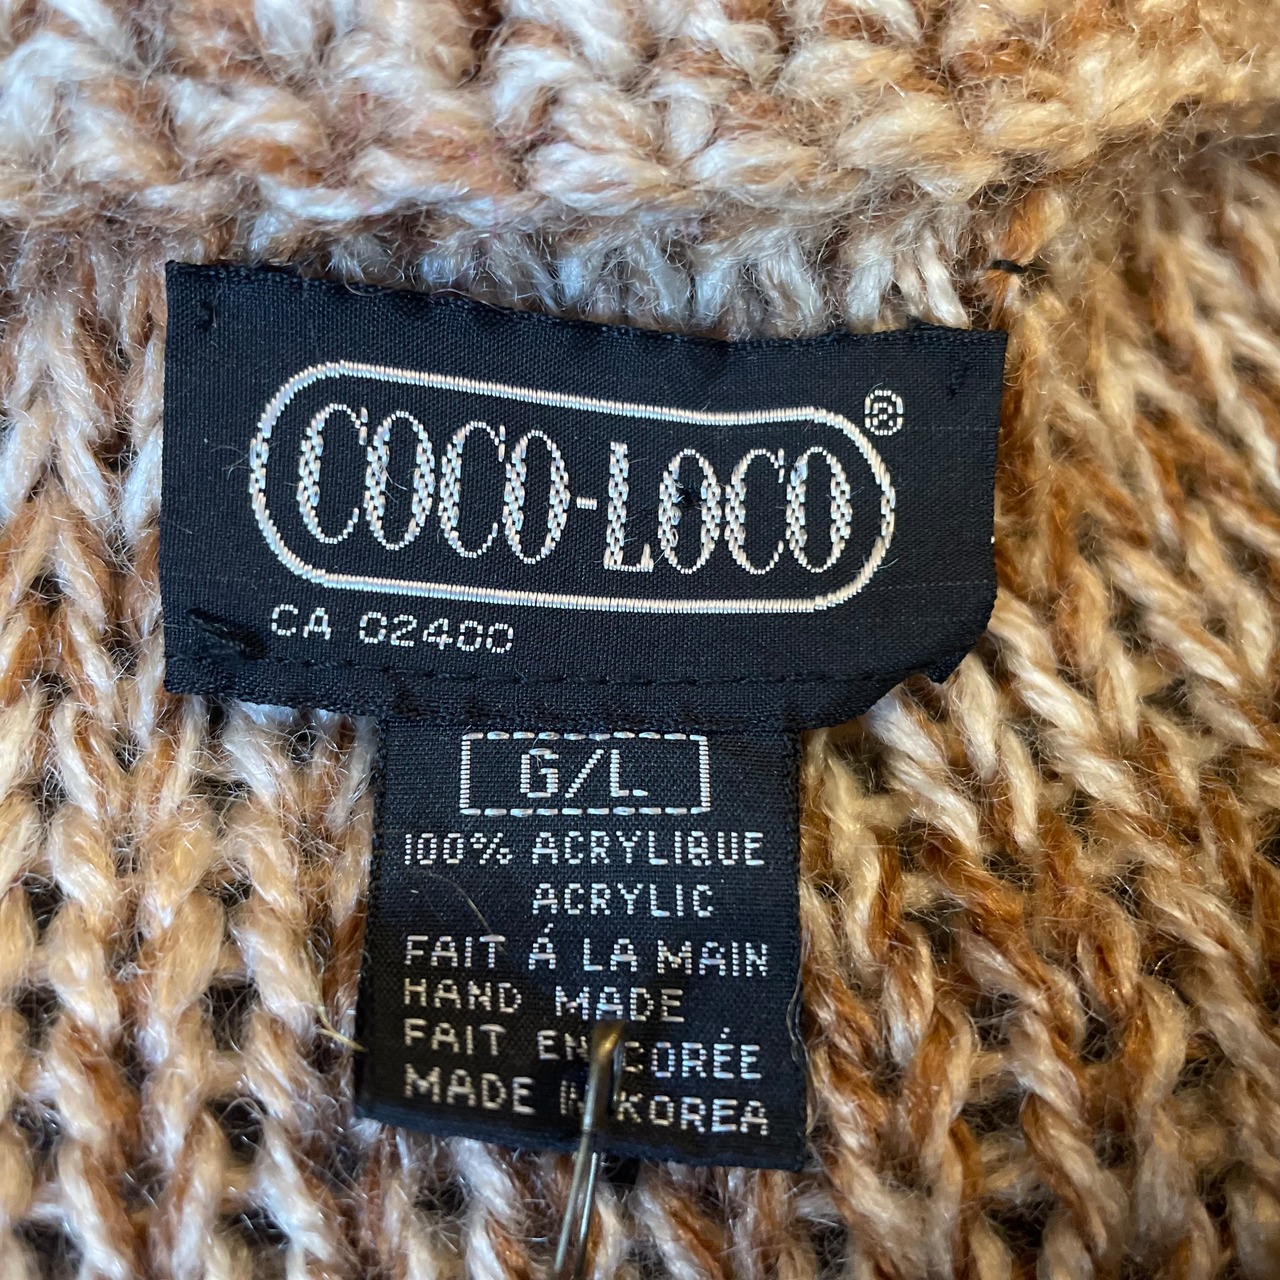 COCO-LOCO®
CA 02400
G/L
100% ACRYLIQUE
ACRYLIC
FAIT Á LA MAIN
HAND MADE
FAIT EN CORÉE
MADE IN KOREA